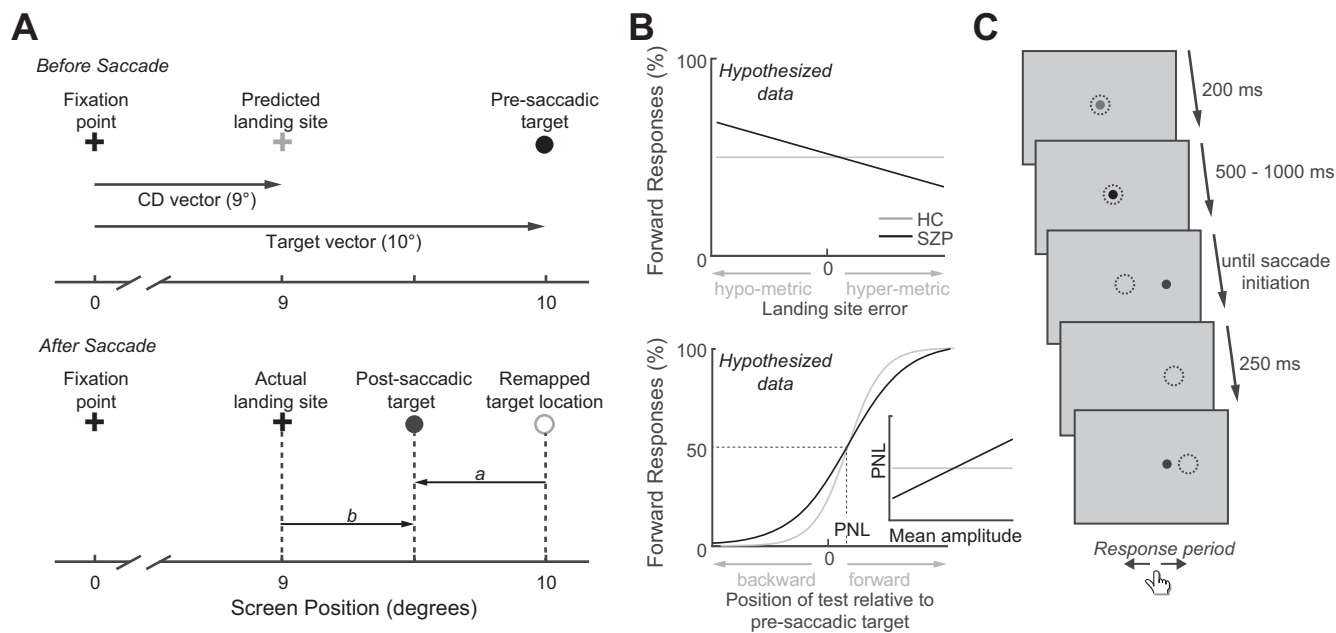 A
Before Saccade
Fixation
point
Predicted
landing site
Pre-saccadic
target
CD vector (9°)
Target vector (10°)
0
9
10
After Saccade
Fixation
point
Actual
landing site
Post-saccadic
target
Remapped
target location
a
b
0
9
10
Screen Position (degrees)
B
Forward Responses (%)
100
0
Hypothesized
data
HC
SZP
0
hypo-metric
hyper-metric
Landing site error
Forward Responses (%)
100
50
0
Hypothesized
data
PNL
PNL
Mean amplitude
0
backward
forward
Position of test relative to
pre-saccadic target
C
200 ms
500 - 1000 ms
until saccade
initiation
250 ms
Response period